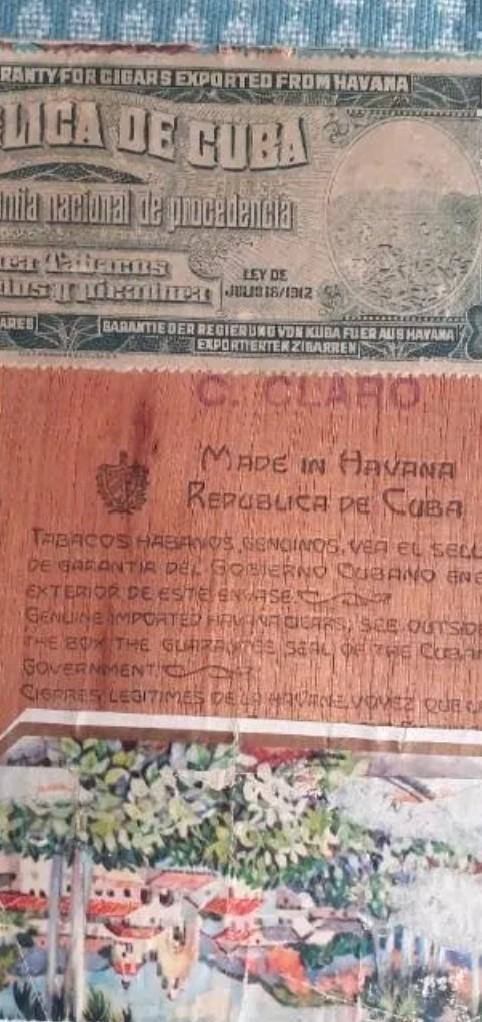 RANTY FOR CIGARS EXPORTED FROM HAVANA
LICA DE CUBA
ntia nacional de procedencia
Tabacos
LEY DE
JULIO 16/1912
GARANTIE DER REGIERUNG VON KUBA FUER AUS HAVANA
EXPORTIERTEN ZIGARREN
C. CLARO
MADE IN HAVANA
REPUBLICA DE CUBA
TABACOS HABANOS GENUINOS, VEA EL SELL
DE GARANTIA DEL GOBIERNO CUBANO EN E
EXTERIOR DE ESTE ENVASE.
GENUINE IMPORTED HAVANA CIGARS, SEE OUTSIDE
THE BOX THE GUARANTEE SEAL OF THE CUBAN
GOVERNMENT.
CIGARES LEGITIMES DE LA HAVANE, VOYEZ QUE